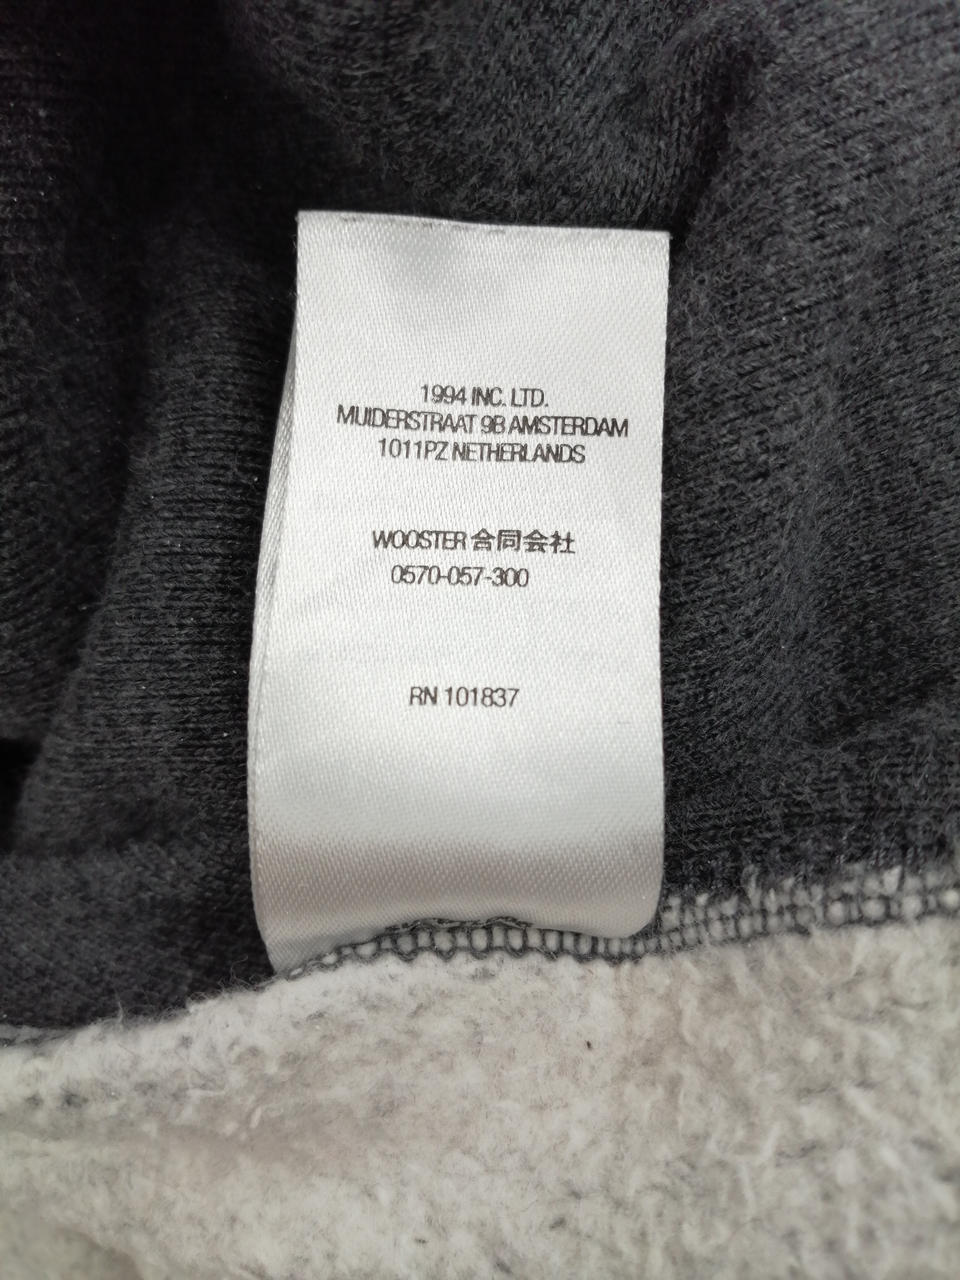 1994 INC. LTD.
MUIDERSTRAAT 9B AMSTERDAM
1011PZ NETHERLANDS
WOOSTER 合同会社
0570-057-300
RN 101837